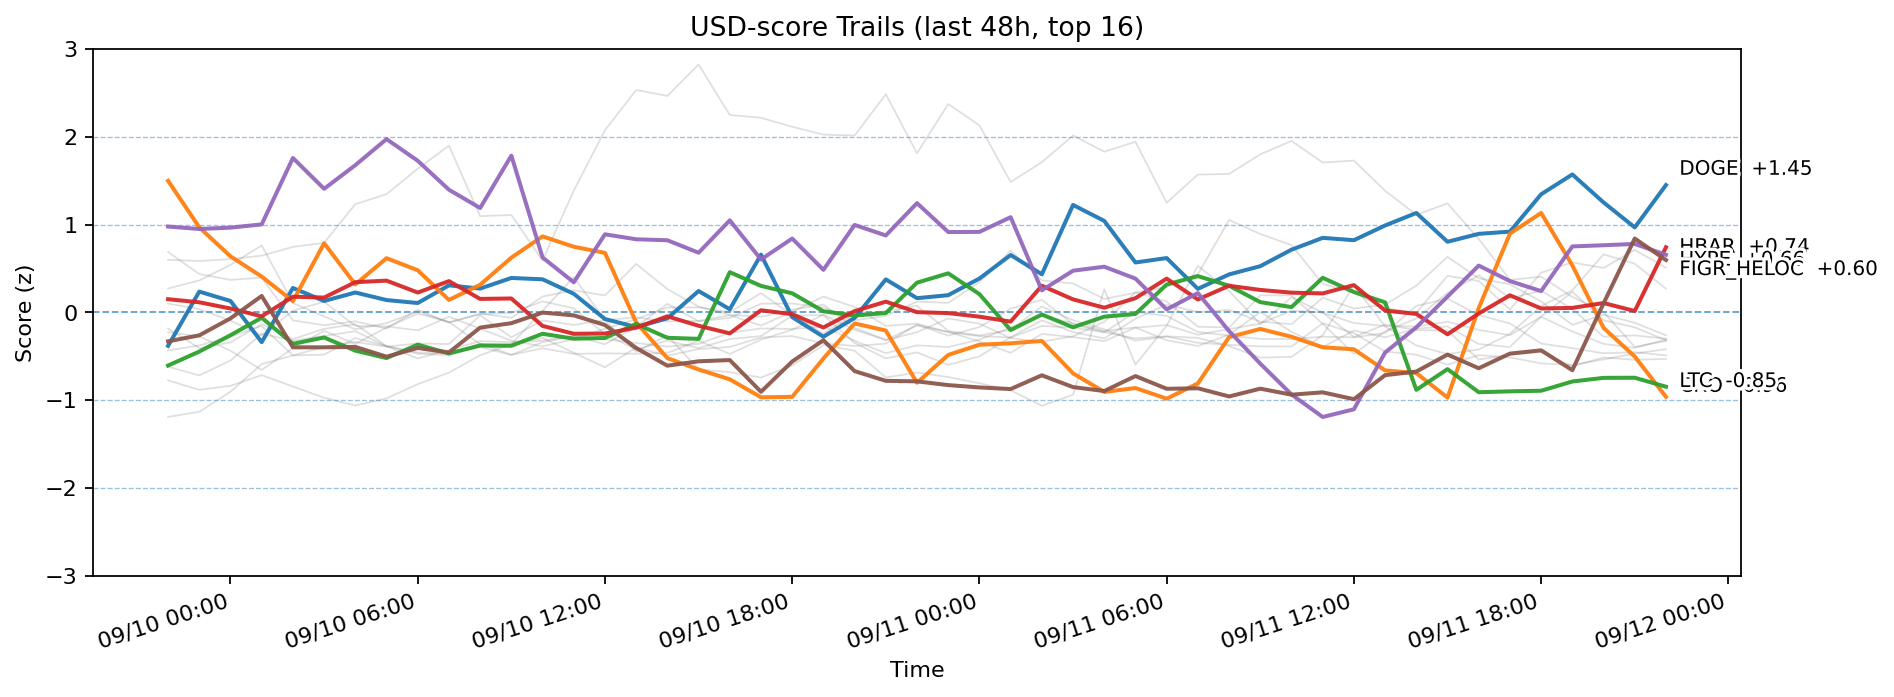 USD-score Trails (last 48h, top 16)
3
2
1
0
−1
−2
−3
Score (z)
DOGE +1.45
HBAR +0.74
FIGR_HELOC +0.60
LTC -0.85
09/10 00:00
09/10 06:00
09/10 12:00
09/10 18:00
09/11 00:00
09/11 06:00
09/11 12:00
09/11 18:00
09/12 00:00
Time